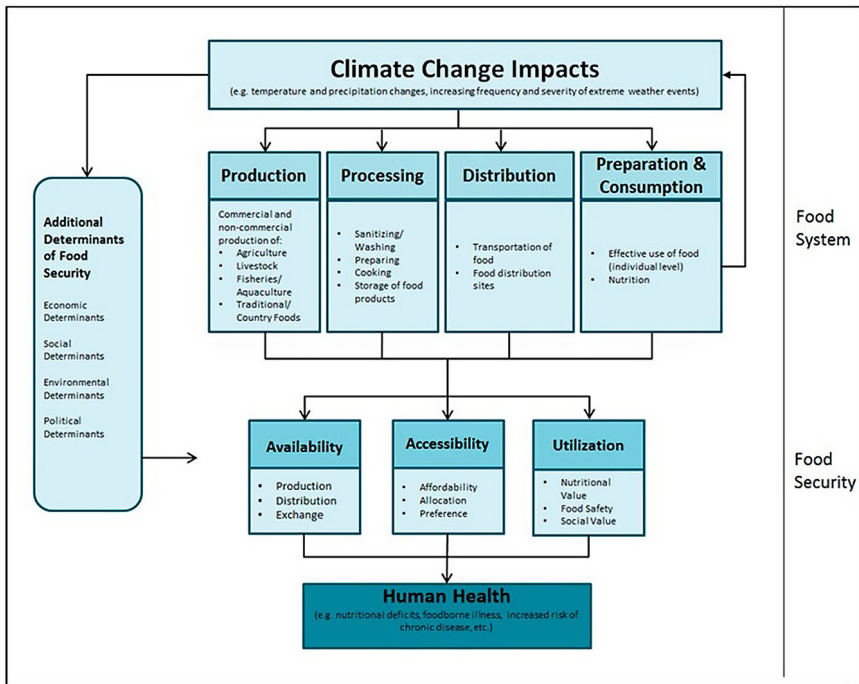 Climate Change Impacts
(e.g. temperature and precipitation changes, increasing frequency and severity of extreme weather events)
Additional
Determinants
of Food
Security
Economic
Determinants
Social
Determinants
Environmental
Determinants
Political
Determinants
Production
Commercial and
non-commercial
production of:
• Agriculture
• Livestock
• Fisheries/
Aquaculture
• Traditional/
Country Foods
Processing
• Sanitizing/
Washing
• Preparing
• Cooking
• Storage of food
products
Distribution
• Transportation of
food
• Food distribution
sites
Preparation &
Consumption
• Effective use of food
(individual level)
• Nutrition
Food
System
Availability
• Production
• Distribution
• Exchange
Accessibility
• Affordability
• Allocation
• Preference
Utilization
• Nutritional
Value
• Food Safety
• Social Value
Food
Security
Human Health
(e.g. nutritional deficits, foodborne illness, increased risk of
chronic disease, etc.)